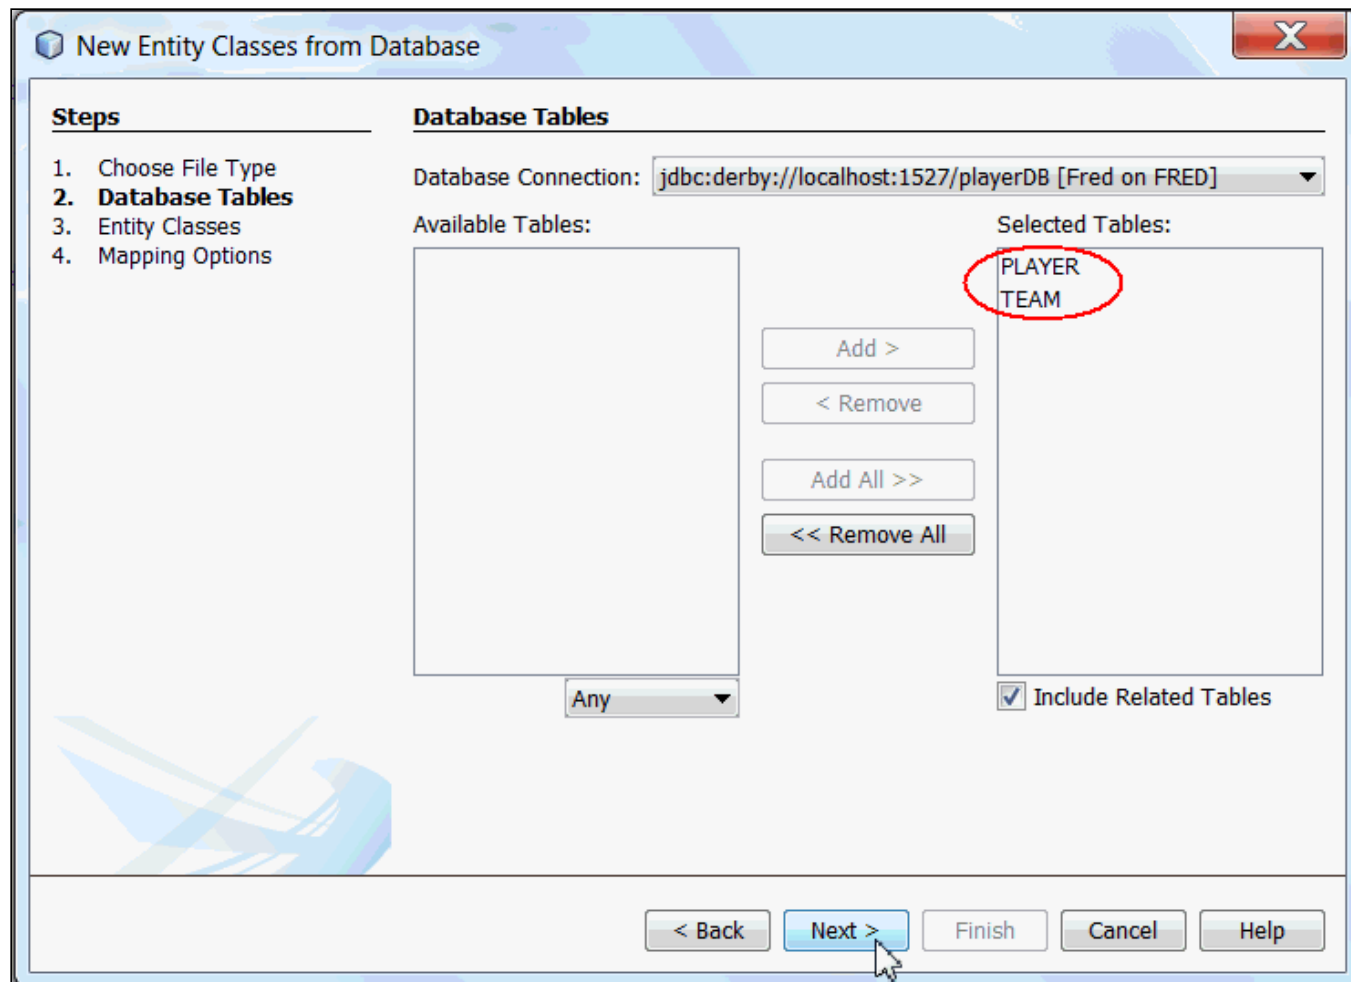 New Entity Classes from Database
X
Steps
1. Choose File Type
2. Database Tables
3. Entity Classes
4. Mapping Options
Database Tables
Database Connection: jdbc:derby://localhost:1527/playerDB [Fred on FRED]
Available Tables:
Any
Add >
< Remove
Add All >>
<< Remove All
Selected Tables:
PLAYER
TEAM
Include Related Tables
< Back Next > Finish Cancel Help